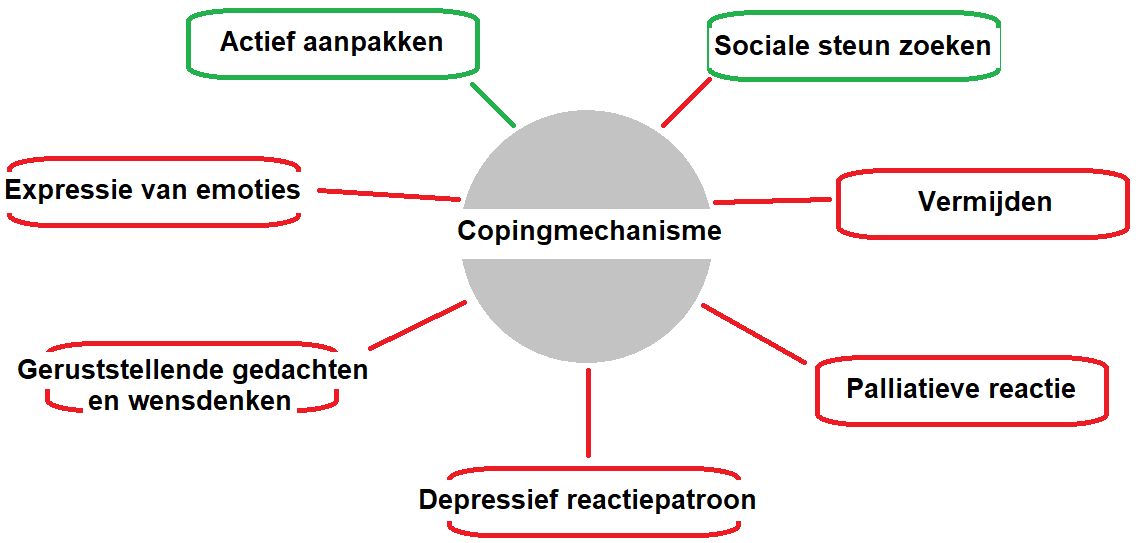 Actief aanpakken
Sociale steun zoeken
Expressie van emoties
Vermijden
Copingmechanisme
Geruststellende gedachten
en wensdenken
Palliatieve reactie
Depressief reactiepatroon